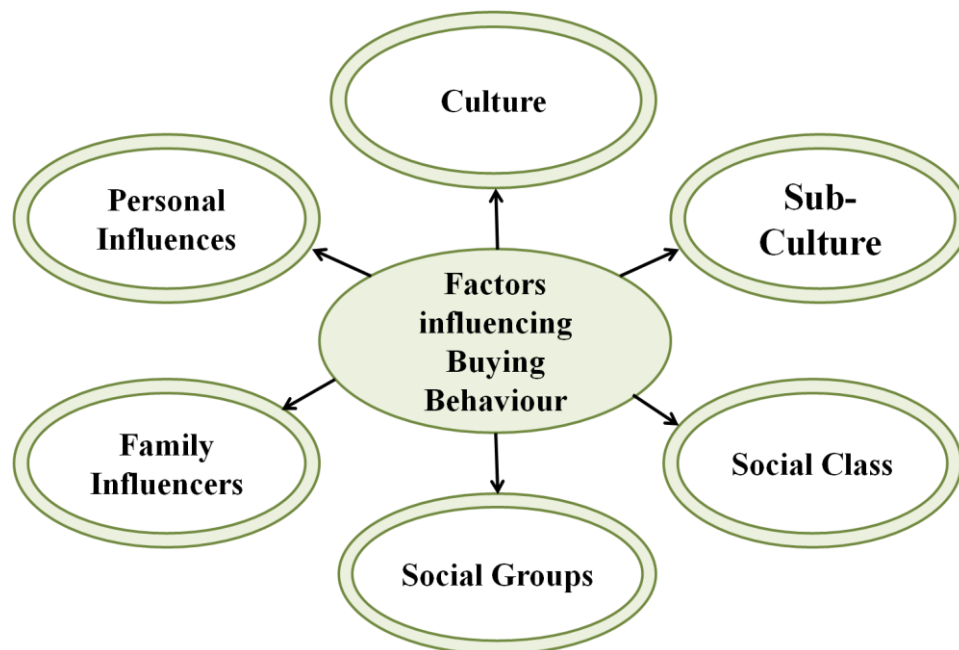 Culture
Personal
Influences
Sub-
Culture
Factors
influencing
Buying
Behaviour
Family
Influencers
Social Class
Social Groups